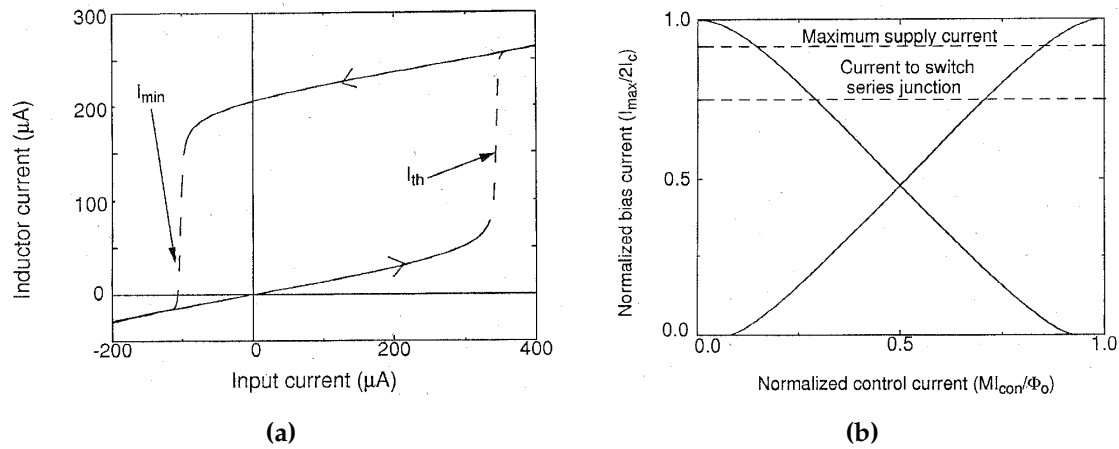 300
200
100
0
-200
0
200
400
Inductor current (μA)
Input current (μA)
I_min
I_th
(a)
1.0
0.5
0.0
0.0
0.5
1.0
Normalized bias current (I_max/2I_c)
Maximum supply current
Current to switch
series junction
Normalized control current (MI_con/Φ_o)
(b)